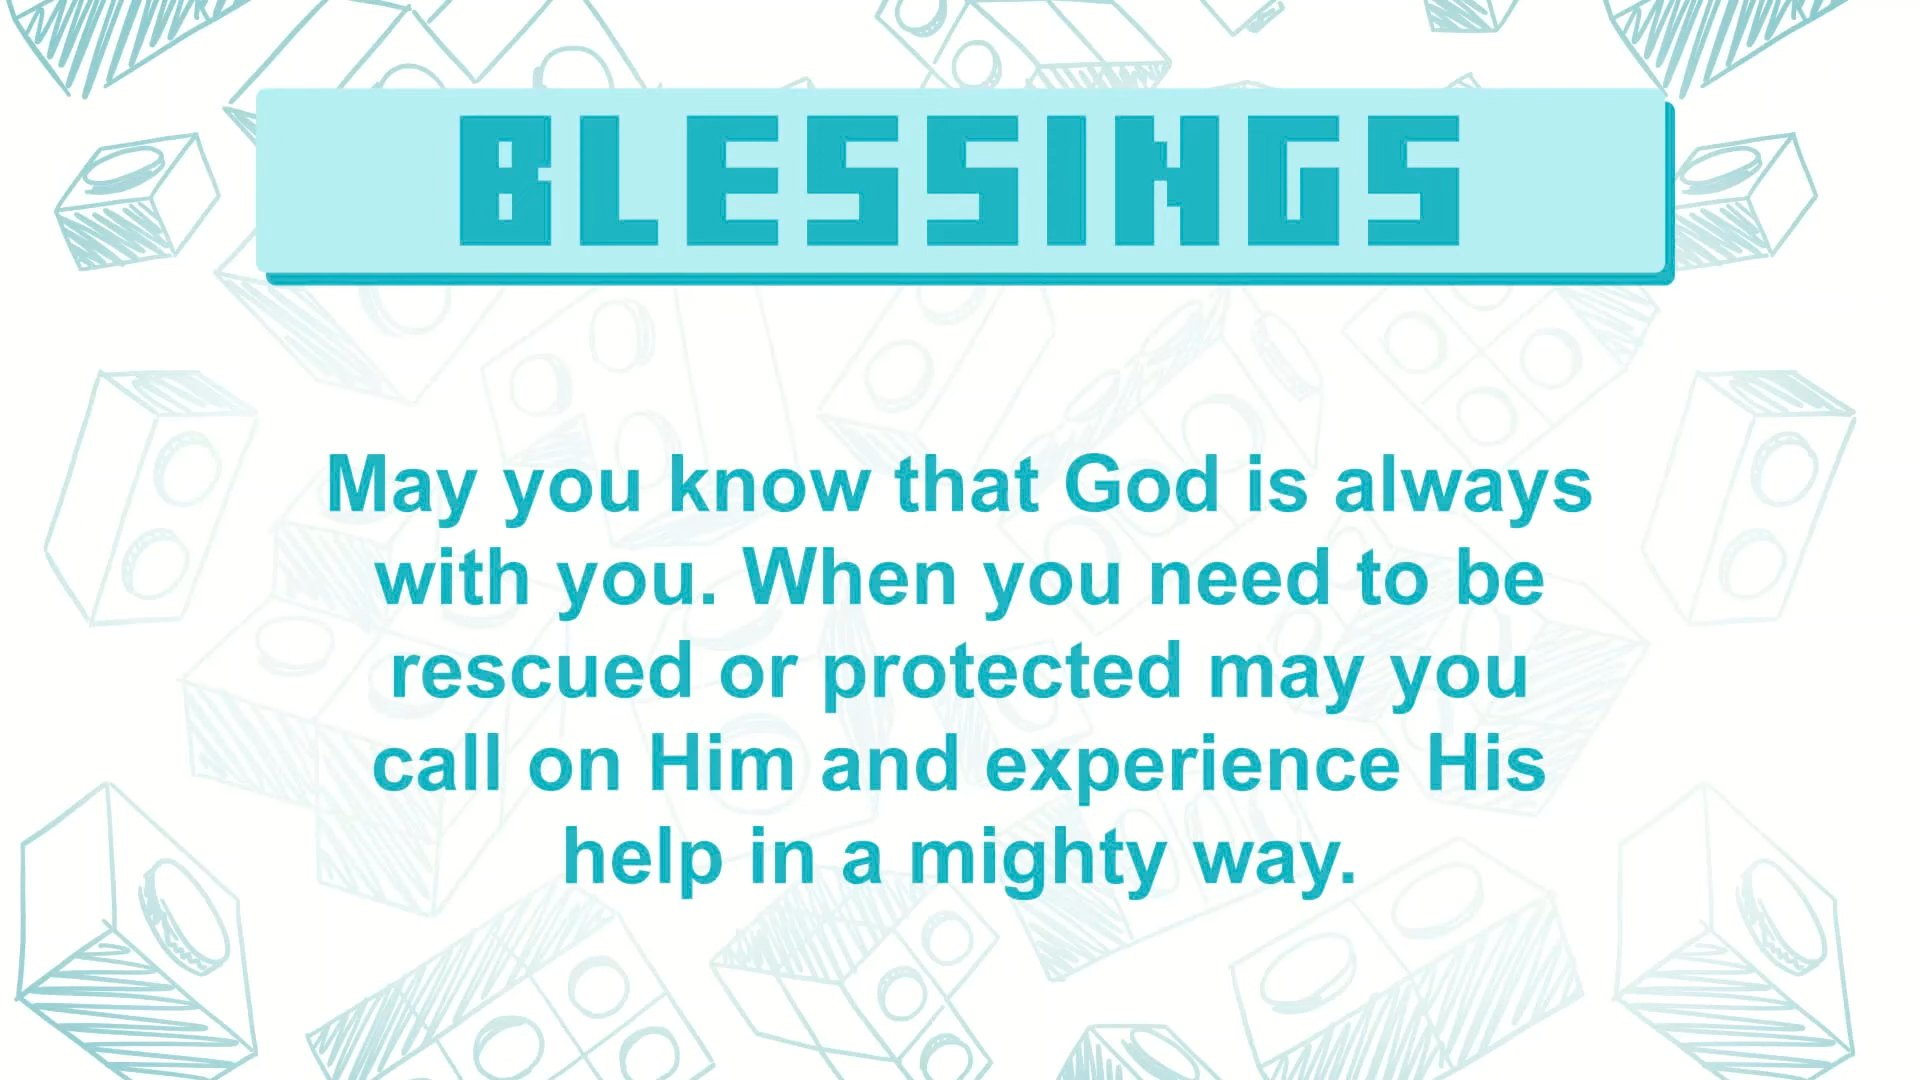 BLESSINGS
May you know that God is always
with you. When you need to be
rescued or protected may you
call on Him and experience His
help in a mighty way.